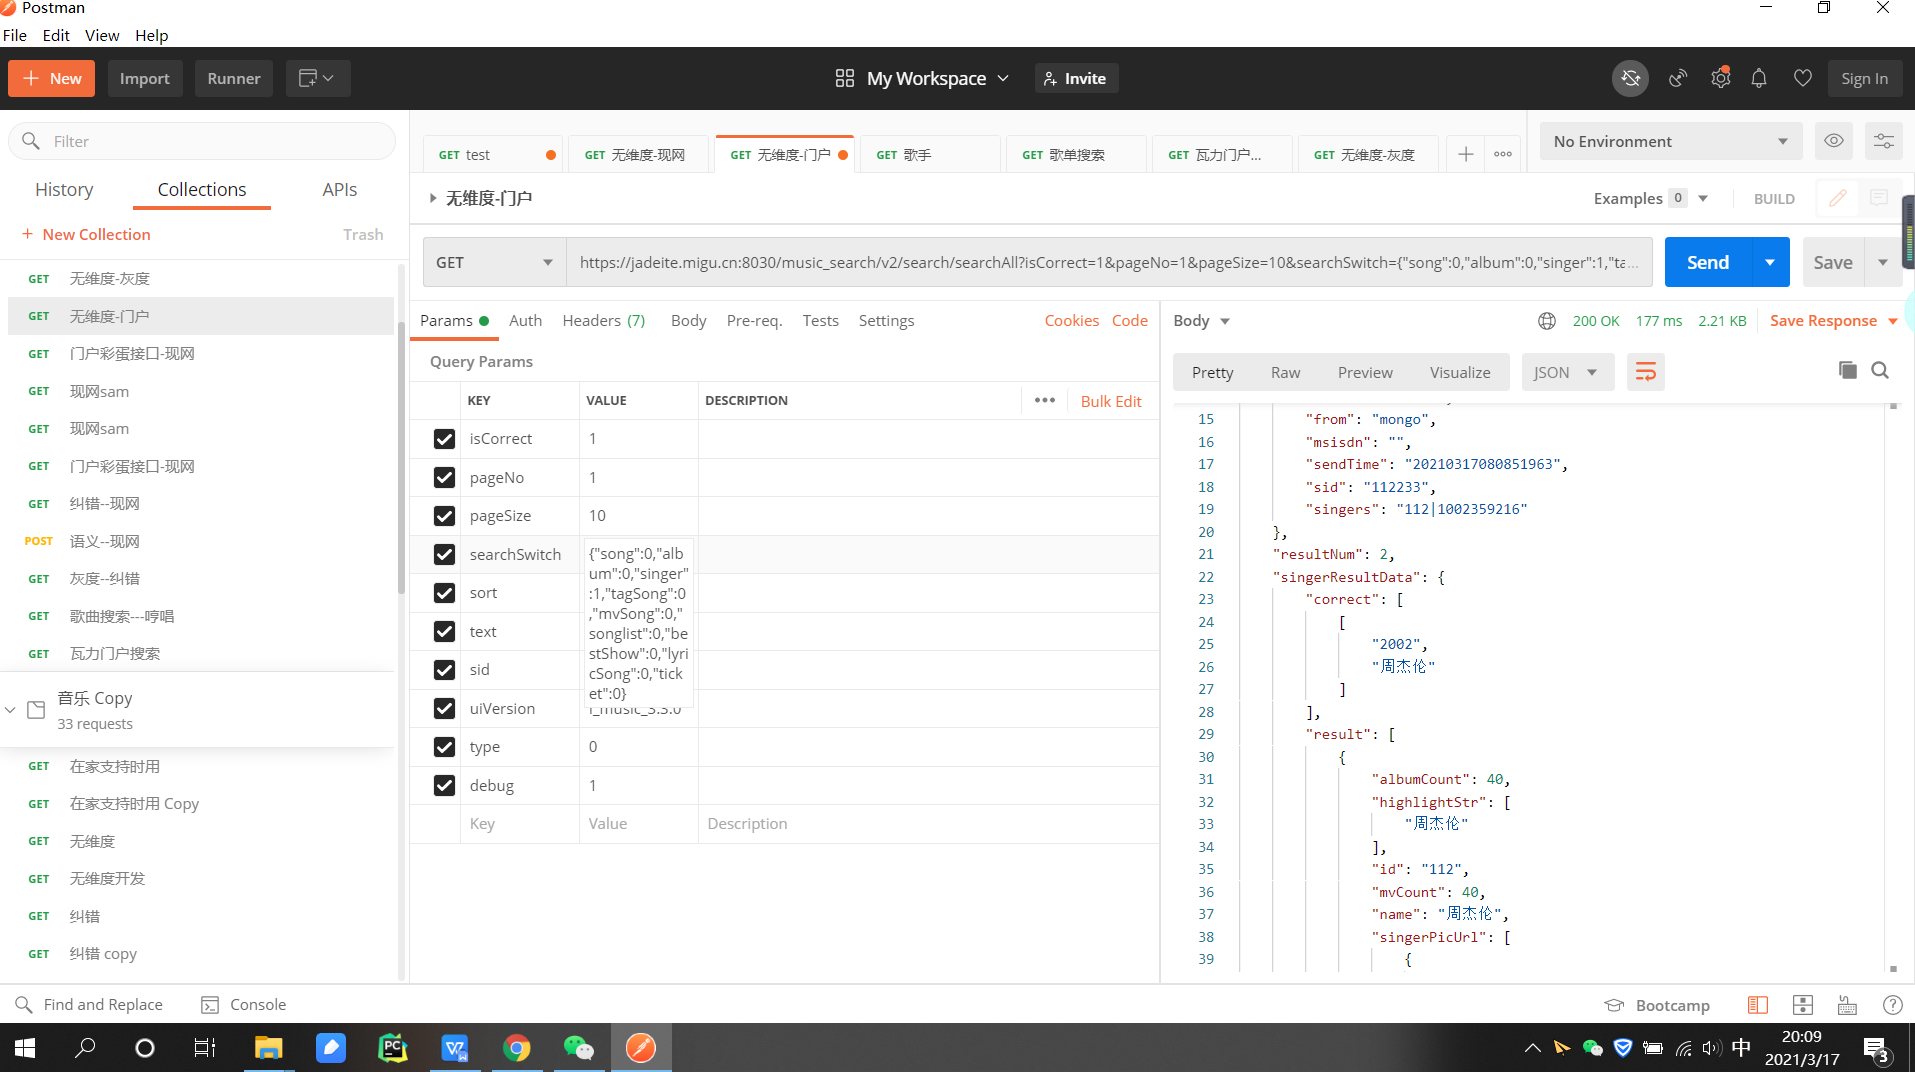 Postman
File Edit View Help
New Import Runner My Workspace Invite Sign In
Filter
History Collections APIs
New Collection Trash
GET 无维度-灰度
GET 无维度-门户
GET 门户彩蛋接口-现网
GET 现网sam
GET 现网sam
GET 门户彩蛋接口-现网
GET 纠错--现网
POST 语义--现网
GET 灰度--纠错
GET 歌曲搜索---哼唱
GET 瓦力门户搜索
音乐 Copy
33 requests
GET 在家支持时用
GET 在家支持时用 Copy
GET 无维度
GET 无维度开发
GET 纠错
GET 纠错 copy
GET test GET 无维度-现网 GET 无维度-门户 GET 歌手 GET 歌单搜索 GET 瓦力门户... GET 无维度-灰度
No Environment
无维度-门户
Examples 0 BUILD
GET https://jadeite.migu.cn:8030/music_search/v2/search/searchAll?isCorrect=1&pageNo=1&pageSize=10&searchSwitch={"song":0,"album":0,"singer":1,"ta...
Send Save
Params Auth Headers (7) Body Pre-req. Tests Settings Cookies Code
Query Params
KEY VALUE DESCRIPTION Bulk Edit
isCorrect 1
pageNo 1
pageSize 10
searchSwitch {"song":0,"alb
um":0,"singer"
:1,"tagSong":0
,"mvSong":0,"
songlist":0,"be
stShow":0,"lyri
cSong":0,"tick
et":0}
sort
text
sid
uiVersion i_music_3.3.0
type 0
debug 1
Key Value Description
Body 200 OK 177 ms 2.21 KB Save Response
Pretty Raw Preview Visualize JSON
15 "from": "mongo",
16 "msisdn": "",
17 "sendTime": "20210317080851963",
18 "sid": "112233",
19 "singers": "112|1002359216"
20 },
21 "resultNum": 2,
22 "singerResultData": {
23 "correct": [
24 [
25 "2002",
26 "周杰伦"
27 ]
28 ],
29 "result": [
30 {
31 "albumCount": 40,
32 "highlightStr": [
33 "周杰伦"
34 ],
35 "id": "112",
36 "mvCount": 40,
37 "name": "周杰伦",
38 "singerPicUrl": [
39 {
Find and Replace Console Bootcamp
中 20:09
2021/3/17
3